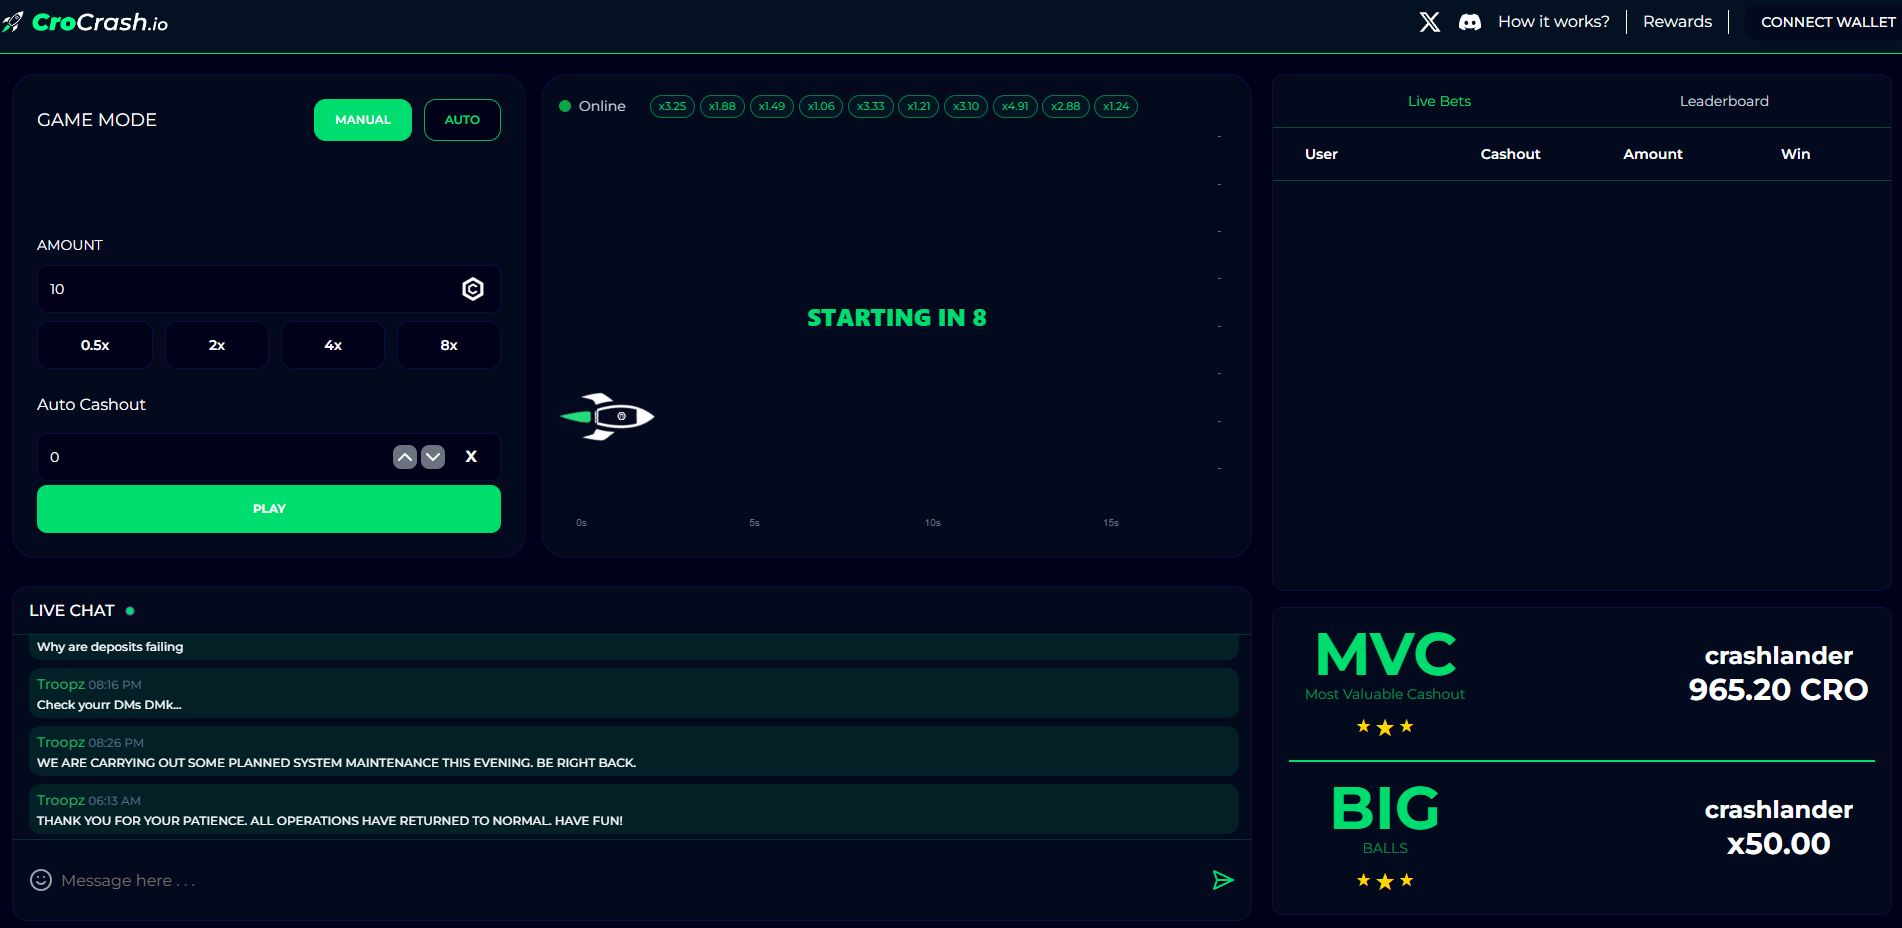 CroCrash.io
How it works?
Rewards
CONNECT WALLET
GAME MODE
MANUAL
AUTO
AMOUNT
10
0.5x
2x
4x
8x
Auto Cashout
0
X
PLAY
Online
x3.25
x1.88
x1.49
x1.06
x3.33
x1.21
x3.10
x4.91
x2.88
x1.24
-
-
-
-
-
-
-
-
STARTING IN 8
0s
5s
10s
15s
Live Bets
Leaderboard
User
Cashout
Amount
Win
LIVE CHAT
Why are deposits failing
Troopz 08:16 PM
Check yourr DMs DMk...
Troopz 08:26 PM
WE ARE CARRYING OUT SOME PLANNED SYSTEM MAINTENANCE THIS EVENING. BE RIGHT BACK.
Troopz 06:13 AM
THANK YOU FOR YOUR PATIENCE. ALL OPERATIONS HAVE RETURNED TO NORMAL. HAVE FUN!
Message here . . .
MVC
Most Valuable Cashout
crashlander
965.20 CRO
BIG
BALLS
crashlander
x50.00